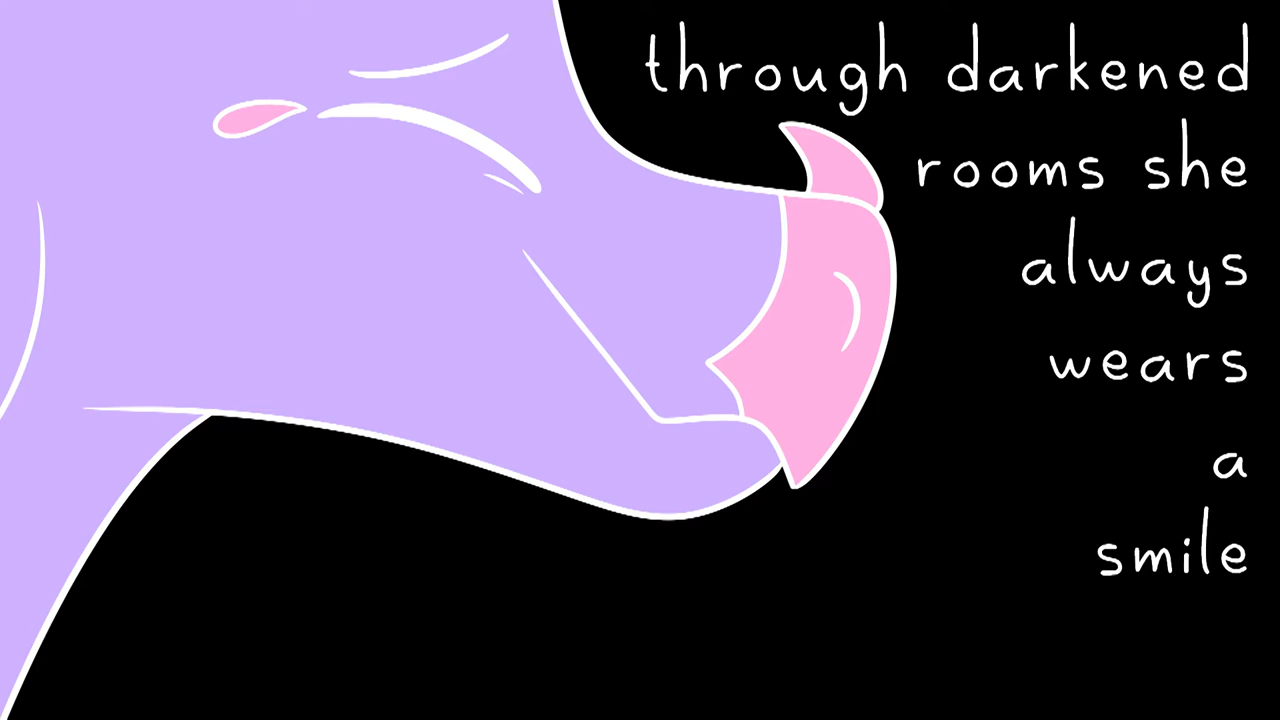 through darkened
rooms she
always
wears
a
smile